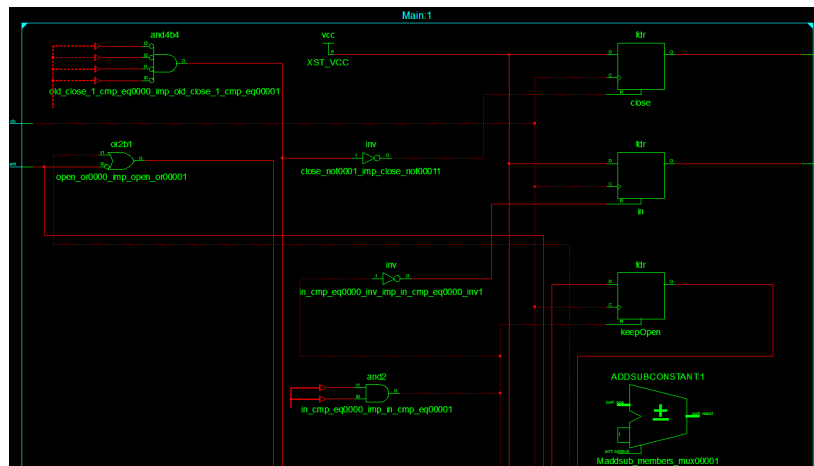 Main:1
and4b4
vcc
fdr
XST_VCC
old_close_1_cmp_eq0000_imp_old_close_1_cmp_eq00001
close
or2b1
inv
fdr
open_or0000_imp_open_or00001
close_not0001_imp_close_not00011
in
inv
fdr
in_cmp_eq0000_inv_imp_in_cmp_eq0000_inv1
keepOpen
and2
ADDSUBCONSTANT:1
in_cmp_eq0000_imp_in_cmp_eq00001
Maddsub_members_mux00001